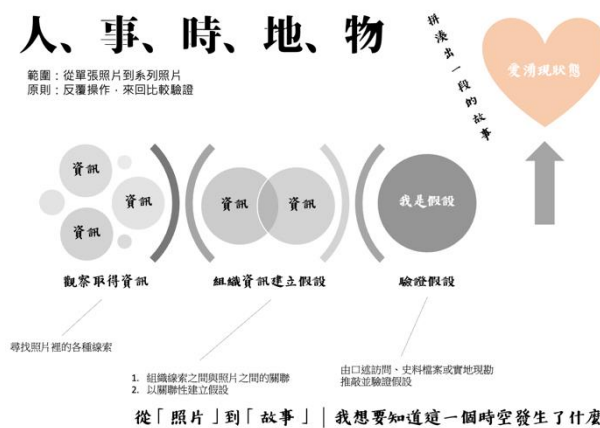 人、事、時、地、物
範圍：從單張照片到系列照片
原則：反覆操作，來回比較驗證
拼湊出一段的故事
愛湧現狀態
資訊
資訊
資訊
資訊
資訊
我是假設
觀察取得資訊
組織資訊建立假設
驗證假設
尋找照片裡的各種線索
1. 組織線索之間與照片之間的關聯
2. 以關聯性建立假設
由口述訪問、史料檔案或實地現勘
推敲並驗證假設
從「照片」到「故事」│我想要知道這一個時空發生了什麼